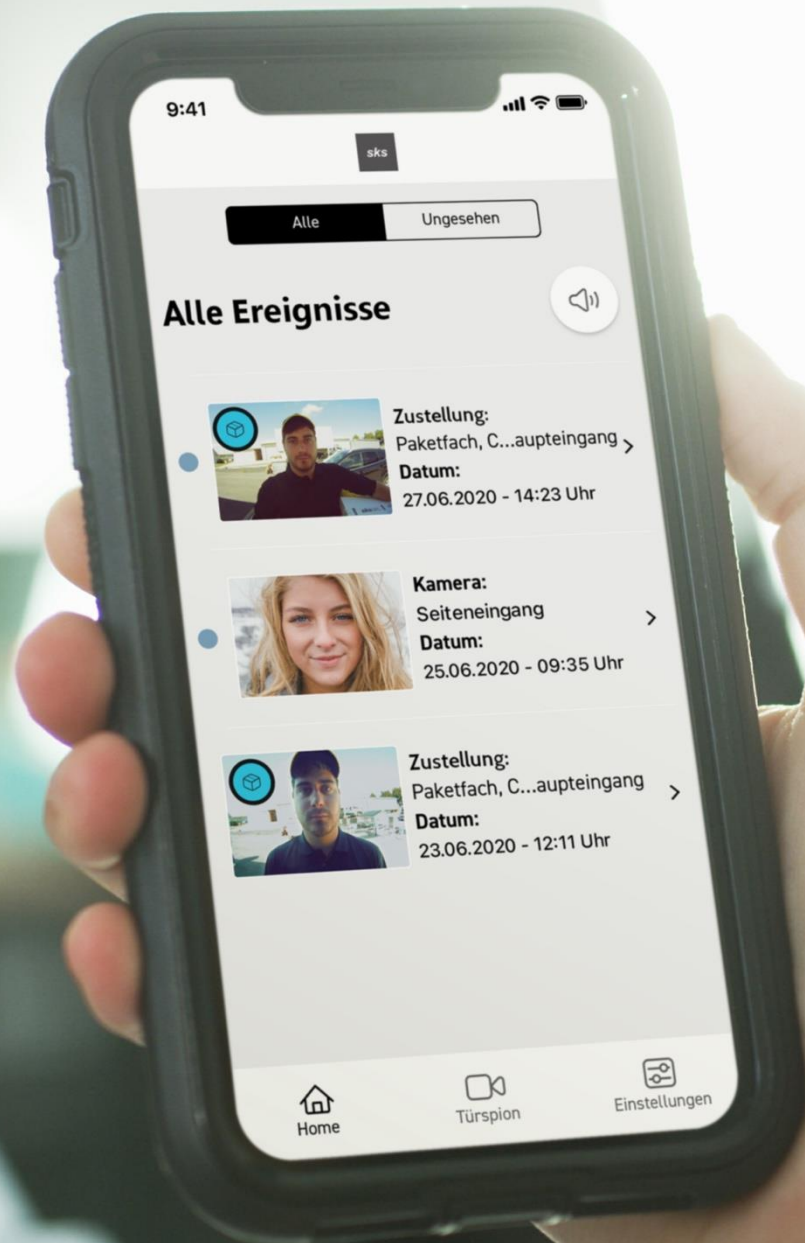 9:41
sks
Alle
Ungesehen
Alle Ereignisse
Zustellung:
Paketfach, C...aupteingang
Datum:
27.06.2020 - 14:23 Uhr
Kamera:
Seiteneingang
Datum:
25.06.2020 - 09:35 Uhr
Zustellung:
Paketfach, C...aupteingang
Datum:
23.06.2020 - 12:11 Uhr
Home
Türspion
Einstellungen